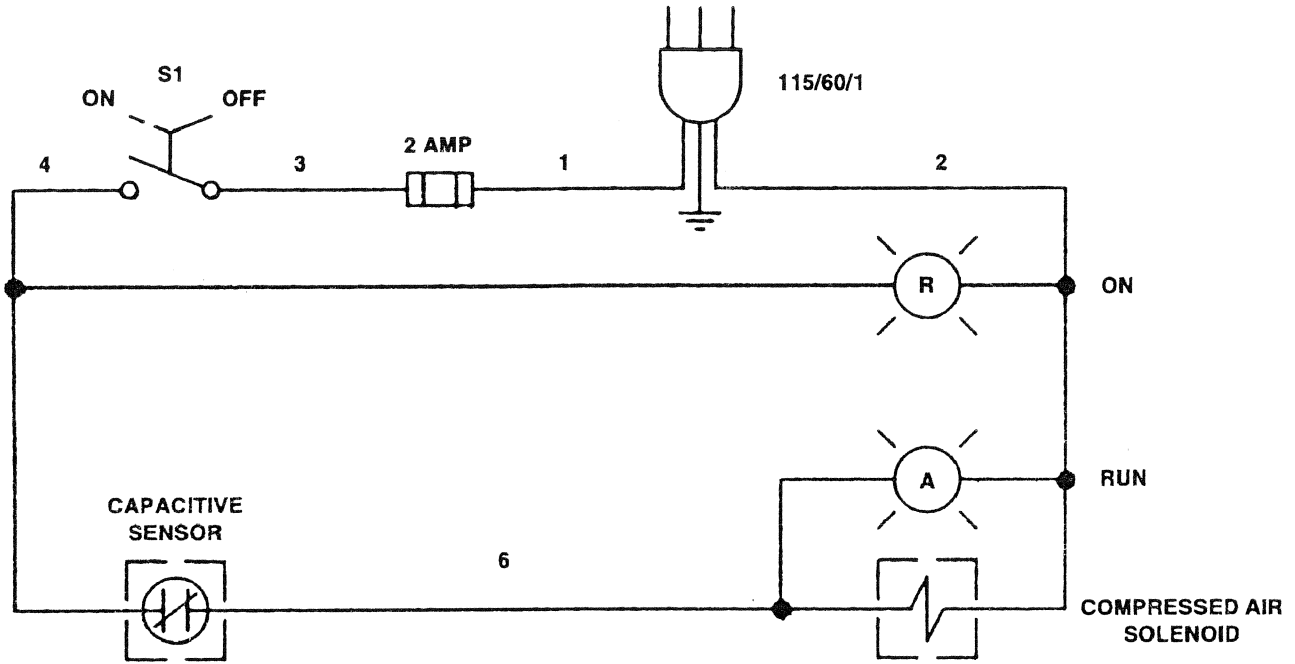 S1
ON
OFF
115/60/1
2 AMP
4
3
1
2
R
ON
A
RUN
CAPACITIVE
SENSOR
6
COMPRESSED AIR
SOLENOID